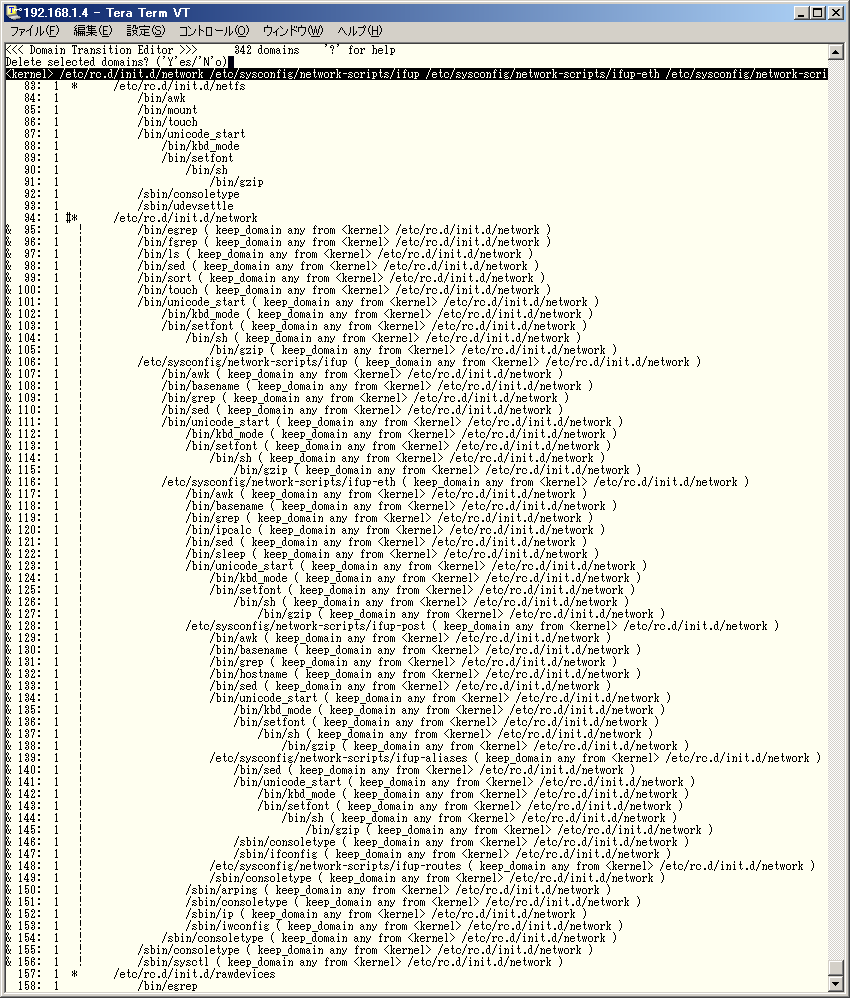 192.168.1.4 - Tera Term VT
ファイル(F) 編集(E) 設定(S) コントロール(O) ウィンドウ(W) ヘルプ(H)
<<< Domain Transition Editor >>>      342 domains    '?' for help
Delete selected domains? ('Y'es/'N'o)
<kernel> /etc/rc.d/init.d/network /etc/sysconfig/network-scripts/ifup /etc/sysconfig/network-scripts/ifup-eth /etc/sysconfig/network-scri
   83:  1  *      /etc/rc.d/init.d/netfs
   84:  1             /bin/awk
   85:  1             /bin/mount
   86:  1             /bin/touch
   87:  1             /bin/unicode_start
   88:  1                 /bin/kbd_mode
   89:  1                 /bin/setfont
   90:  1                     /bin/sh
   91:  1                         /bin/gzip
   92:  1             /sbin/consoletype
   93:  1             /sbin/udevsettle
   94:  1 #*      /etc/rc.d/init.d/network
&  95:  1   !         /bin/egrep ( keep_domain any from <kernel> /etc/rc.d/init.d/network )
&  96:  1   !         /bin/fgrep ( keep_domain any from <kernel> /etc/rc.d/init.d/network )
&  97:  1   !         /bin/ls ( keep_domain any from <kernel> /etc/rc.d/init.d/network )
&  98:  1   !         /bin/sed ( keep_domain any from <kernel> /etc/rc.d/init.d/network )
&  99:  1   !         /bin/sort ( keep_domain any from <kernel> /etc/rc.d/init.d/network )
& 100:  1   !         /bin/touch ( keep_domain any from <kernel> /etc/rc.d/init.d/network )
& 101:  1   !         /bin/unicode_start ( keep_domain any from <kernel> /etc/rc.d/init.d/network )
& 102:  1   !             /bin/kbd_mode ( keep_domain any from <kernel> /etc/rc.d/init.d/network )
& 103:  1   !             /bin/setfont ( keep_domain any from <kernel> /etc/rc.d/init.d/network )
& 104:  1   !                 /bin/sh ( keep_domain any from <kernel> /etc/rc.d/init.d/network )
& 105:  1   !                     /bin/gzip ( keep_domain any from <kernel> /etc/rc.d/init.d/network )
& 106:  1   !         /etc/sysconfig/network-scripts/ifup ( keep_domain any from <kernel> /etc/rc.d/init.d/network )
& 107:  1   !             /bin/awk ( keep_domain any from <kernel> /etc/rc.d/init.d/network )
& 108:  1   !             /bin/basename ( keep_domain any from <kernel> /etc/rc.d/init.d/network )
& 109:  1   !             /bin/grep ( keep_domain any from <kernel> /etc/rc.d/init.d/network )
& 110:  1   !             /bin/sed ( keep_domain any from <kernel> /etc/rc.d/init.d/network )
& 111:  1   !             /bin/unicode_start ( keep_domain any from <kernel> /etc/rc.d/init.d/network )
& 112:  1   !                 /bin/kbd_mode ( keep_domain any from <kernel> /etc/rc.d/init.d/network )
& 113:  1   !                 /bin/setfont ( keep_domain any from <kernel> /etc/rc.d/init.d/network )
& 114:  1   !                     /bin/sh ( keep_domain any from <kernel> /etc/rc.d/init.d/network )
& 115:  1   !                         /bin/gzip ( keep_domain any from <kernel> /etc/rc.d/init.d/network )
& 116:  1   !             /etc/sysconfig/network-scripts/ifup-eth ( keep_domain any from <kernel> /etc/rc.d/init.d/network )
& 117:  1   !                 /bin/awk ( keep_domain any from <kernel> /etc/rc.d/init.d/network )
& 118:  1   !                 /bin/basename ( keep_domain any from <kernel> /etc/rc.d/init.d/network )
& 119:  1   !                 /bin/grep ( keep_domain any from <kernel> /etc/rc.d/init.d/network )
& 120:  1   !                 /bin/ipcalc ( keep_domain any from <kernel> /etc/rc.d/init.d/network )
& 121:  1   !                 /bin/sed ( keep_domain any from <kernel> /etc/rc.d/init.d/network )
& 122:  1   !                 /bin/sleep ( keep_domain any from <kernel> /etc/rc.d/init.d/network )
& 123:  1   !                 /bin/unicode_start ( keep_domain any from <kernel> /etc/rc.d/init.d/network )
& 124:  1   !                     /bin/kbd_mode ( keep_domain any from <kernel> /etc/rc.d/init.d/network )
& 125:  1   !                     /bin/setfont ( keep_domain any from <kernel> /etc/rc.d/init.d/network )
& 126:  1   !                         /bin/sh ( keep_domain any from <kernel> /etc/rc.d/init.d/network )
& 127:  1   !                             /bin/gzip ( keep_domain any from <kernel> /etc/rc.d/init.d/network )
& 128:  1   !                 /etc/sysconfig/network-scripts/ifup-post ( keep_domain any from <kernel> /etc/rc.d/init.d/network )
& 129:  1   !                     /bin/awk ( keep_domain any from <kernel> /etc/rc.d/init.d/network )
& 130:  1   !                     /bin/basename ( keep_domain any from <kernel> /etc/rc.d/init.d/network )
& 131:  1   !                     /bin/grep ( keep_domain any from <kernel> /etc/rc.d/init.d/network )
& 132:  1   !                     /bin/hostname ( keep_domain any from <kernel> /etc/rc.d/init.d/network )
& 133:  1   !                     /bin/sed ( keep_domain any from <kernel> /etc/rc.d/init.d/network )
& 134:  1   !                     /bin/unicode_start ( keep_domain any from <kernel> /etc/rc.d/init.d/network )
& 135:  1   !                         /bin/kbd_mode ( keep_domain any from <kernel> /etc/rc.d/init.d/network )
& 136:  1   !                         /bin/setfont ( keep_domain any from <kernel> /etc/rc.d/init.d/network )
& 137:  1   !                             /bin/sh ( keep_domain any from <kernel> /etc/rc.d/init.d/network )
& 138:  1   !                                 /bin/gzip ( keep_domain any from <kernel> /etc/rc.d/init.d/network )
& 139:  1   !                     /etc/sysconfig/network-scripts/ifup-aliases ( keep_domain any from <kernel> /etc/rc.d/init.d/network )
& 140:  1   !                         /bin/sed ( keep_domain any from <kernel> /etc/rc.d/init.d/network )
& 141:  1   !                         /bin/unicode_start ( keep_domain any from <kernel> /etc/rc.d/init.d/network )
& 142:  1   !                             /bin/kbd_mode ( keep_domain any from <kernel> /etc/rc.d/init.d/network )
& 143:  1   !                             /bin/setfont ( keep_domain any from <kernel> /etc/rc.d/init.d/network )
& 144:  1   !                                 /bin/sh ( keep_domain any from <kernel> /etc/rc.d/init.d/network )
& 145:  1   !                                     /bin/gzip ( keep_domain any from <kernel> /etc/rc.d/init.d/network )
& 146:  1   !                         /sbin/consoletype ( keep_domain any from <kernel> /etc/rc.d/init.d/network )
& 147:  1   !                         /sbin/ifconfig ( keep_domain any from <kernel> /etc/rc.d/init.d/network )
& 148:  1   !                     /etc/sysconfig/network-scripts/ifup-routes ( keep_domain any from <kernel> /etc/rc.d/init.d/network )
& 149:  1   !                     /sbin/consoletype ( keep_domain any from <kernel> /etc/rc.d/init.d/network )
& 150:  1   !                 /sbin/arping ( keep_domain any from <kernel> /etc/rc.d/init.d/network )
& 151:  1   !                 /sbin/consoletype ( keep_domain any from <kernel> /etc/rc.d/init.d/network )
& 152:  1   !                 /sbin/ip ( keep_domain any from <kernel> /etc/rc.d/init.d/network )
& 153:  1   !                 /sbin/iwconfig ( keep_domain any from <kernel> /etc/rc.d/init.d/network )
& 154:  1   !             /sbin/consoletype ( keep_domain any from <kernel> /etc/rc.d/init.d/network )
& 155:  1   !         /sbin/consoletype ( keep_domain any from <kernel> /etc/rc.d/init.d/network )
& 156:  1   !         /sbin/sysctl ( keep_domain any from <kernel> /etc/rc.d/init.d/network )
  157:  1  *      /etc/rc.d/init.d/rawdevices
  158:  1             /bin/egrep